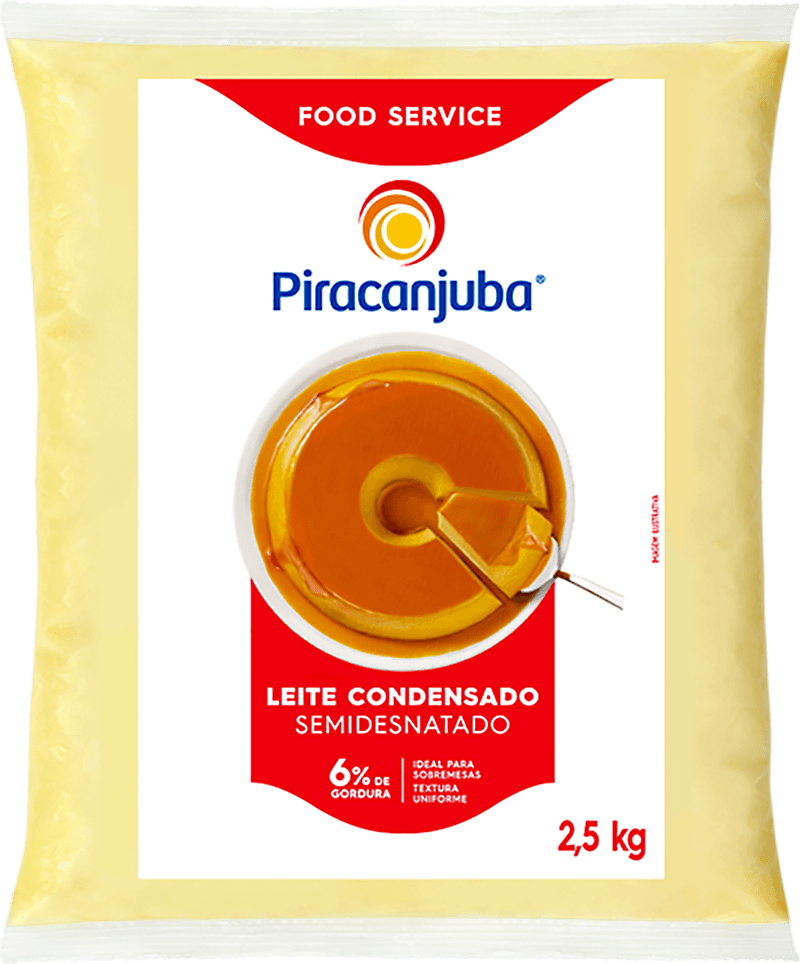 FOOD SERVICE
Piracanjuba®
IMAGEM ILUSTRATIVA
LEITE CONDENSADO
SEMIDESNATADO
6% DE
GORDURA
IDEAL PARA
SOBREMESAS
TEXTURA
UNIFORME
2,5 kg